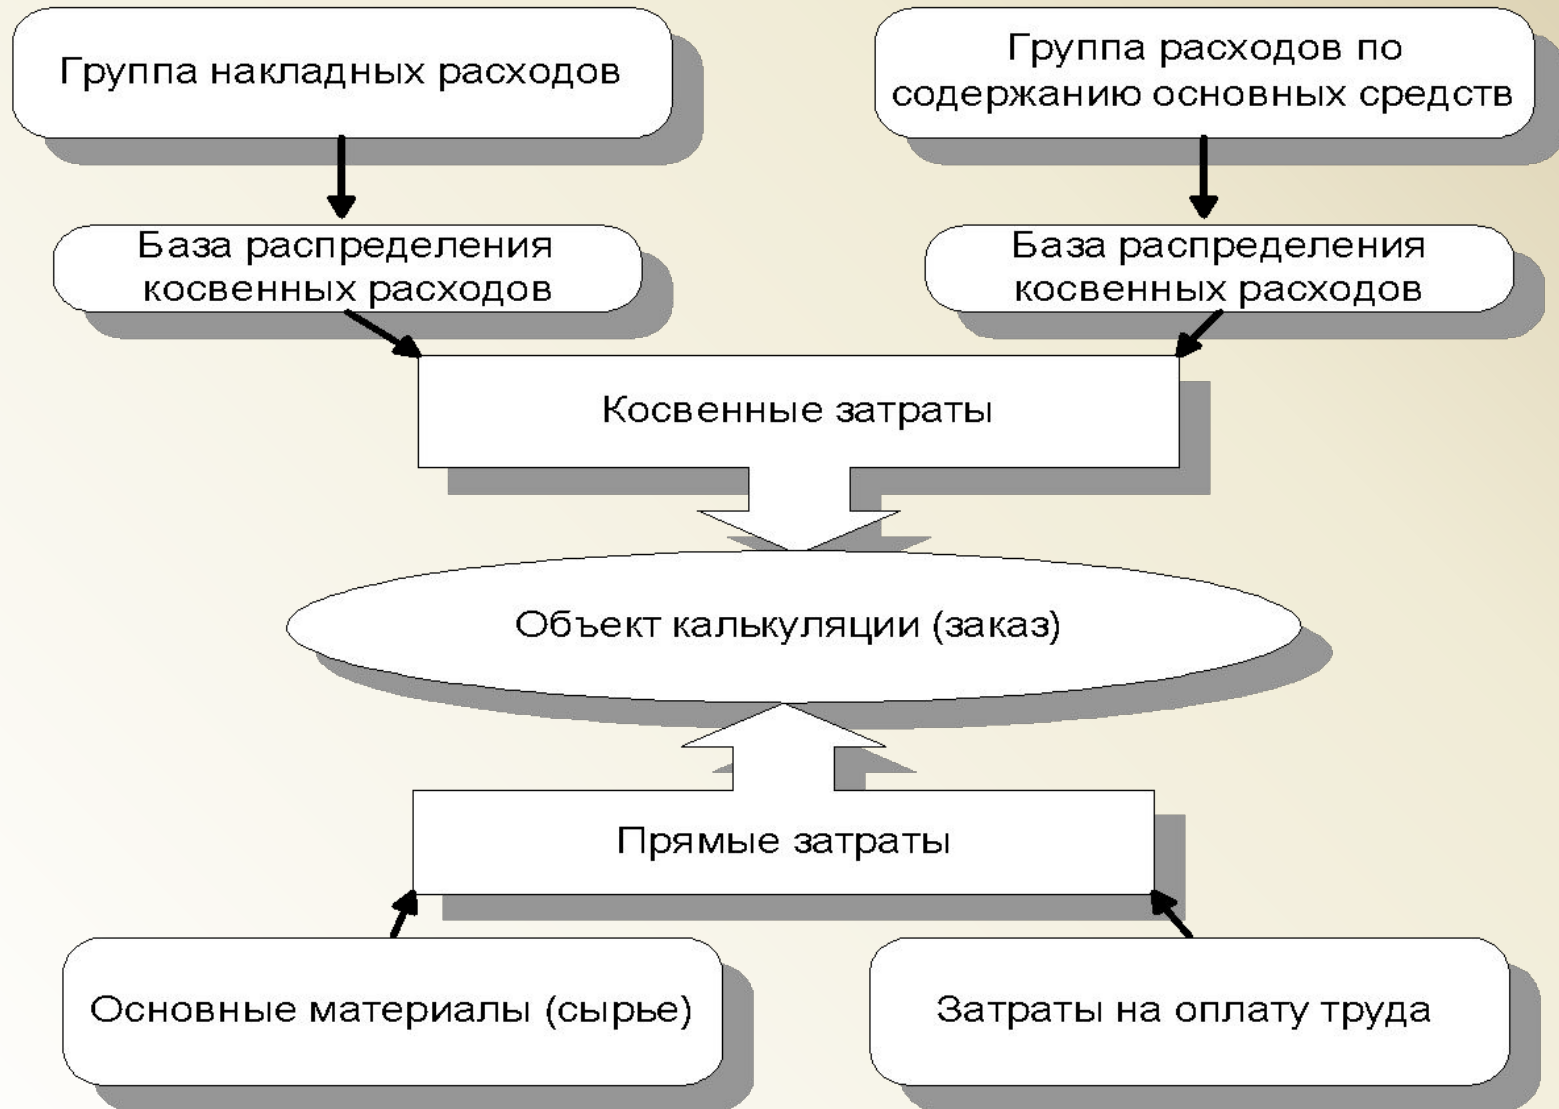 Группа накладных расходов
Группа расходов по
содержанию основных средств
База распределения
косвенных расходов
База распределения
косвенных расходов
Косвенные затраты
Объект калькуляции (заказ)
Прямые затраты
Основные материалы (сырье)
Затраты на оплату труда